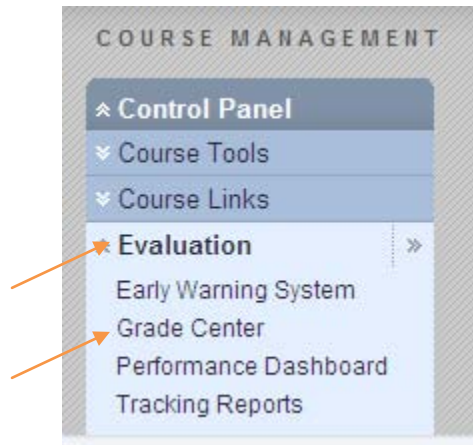 COURSE MANAGEMENT
Control Panel
Course Tools
Course Links
Evaluation
Early Warning System
Grade Center
Performance Dashboard
Tracking Reports